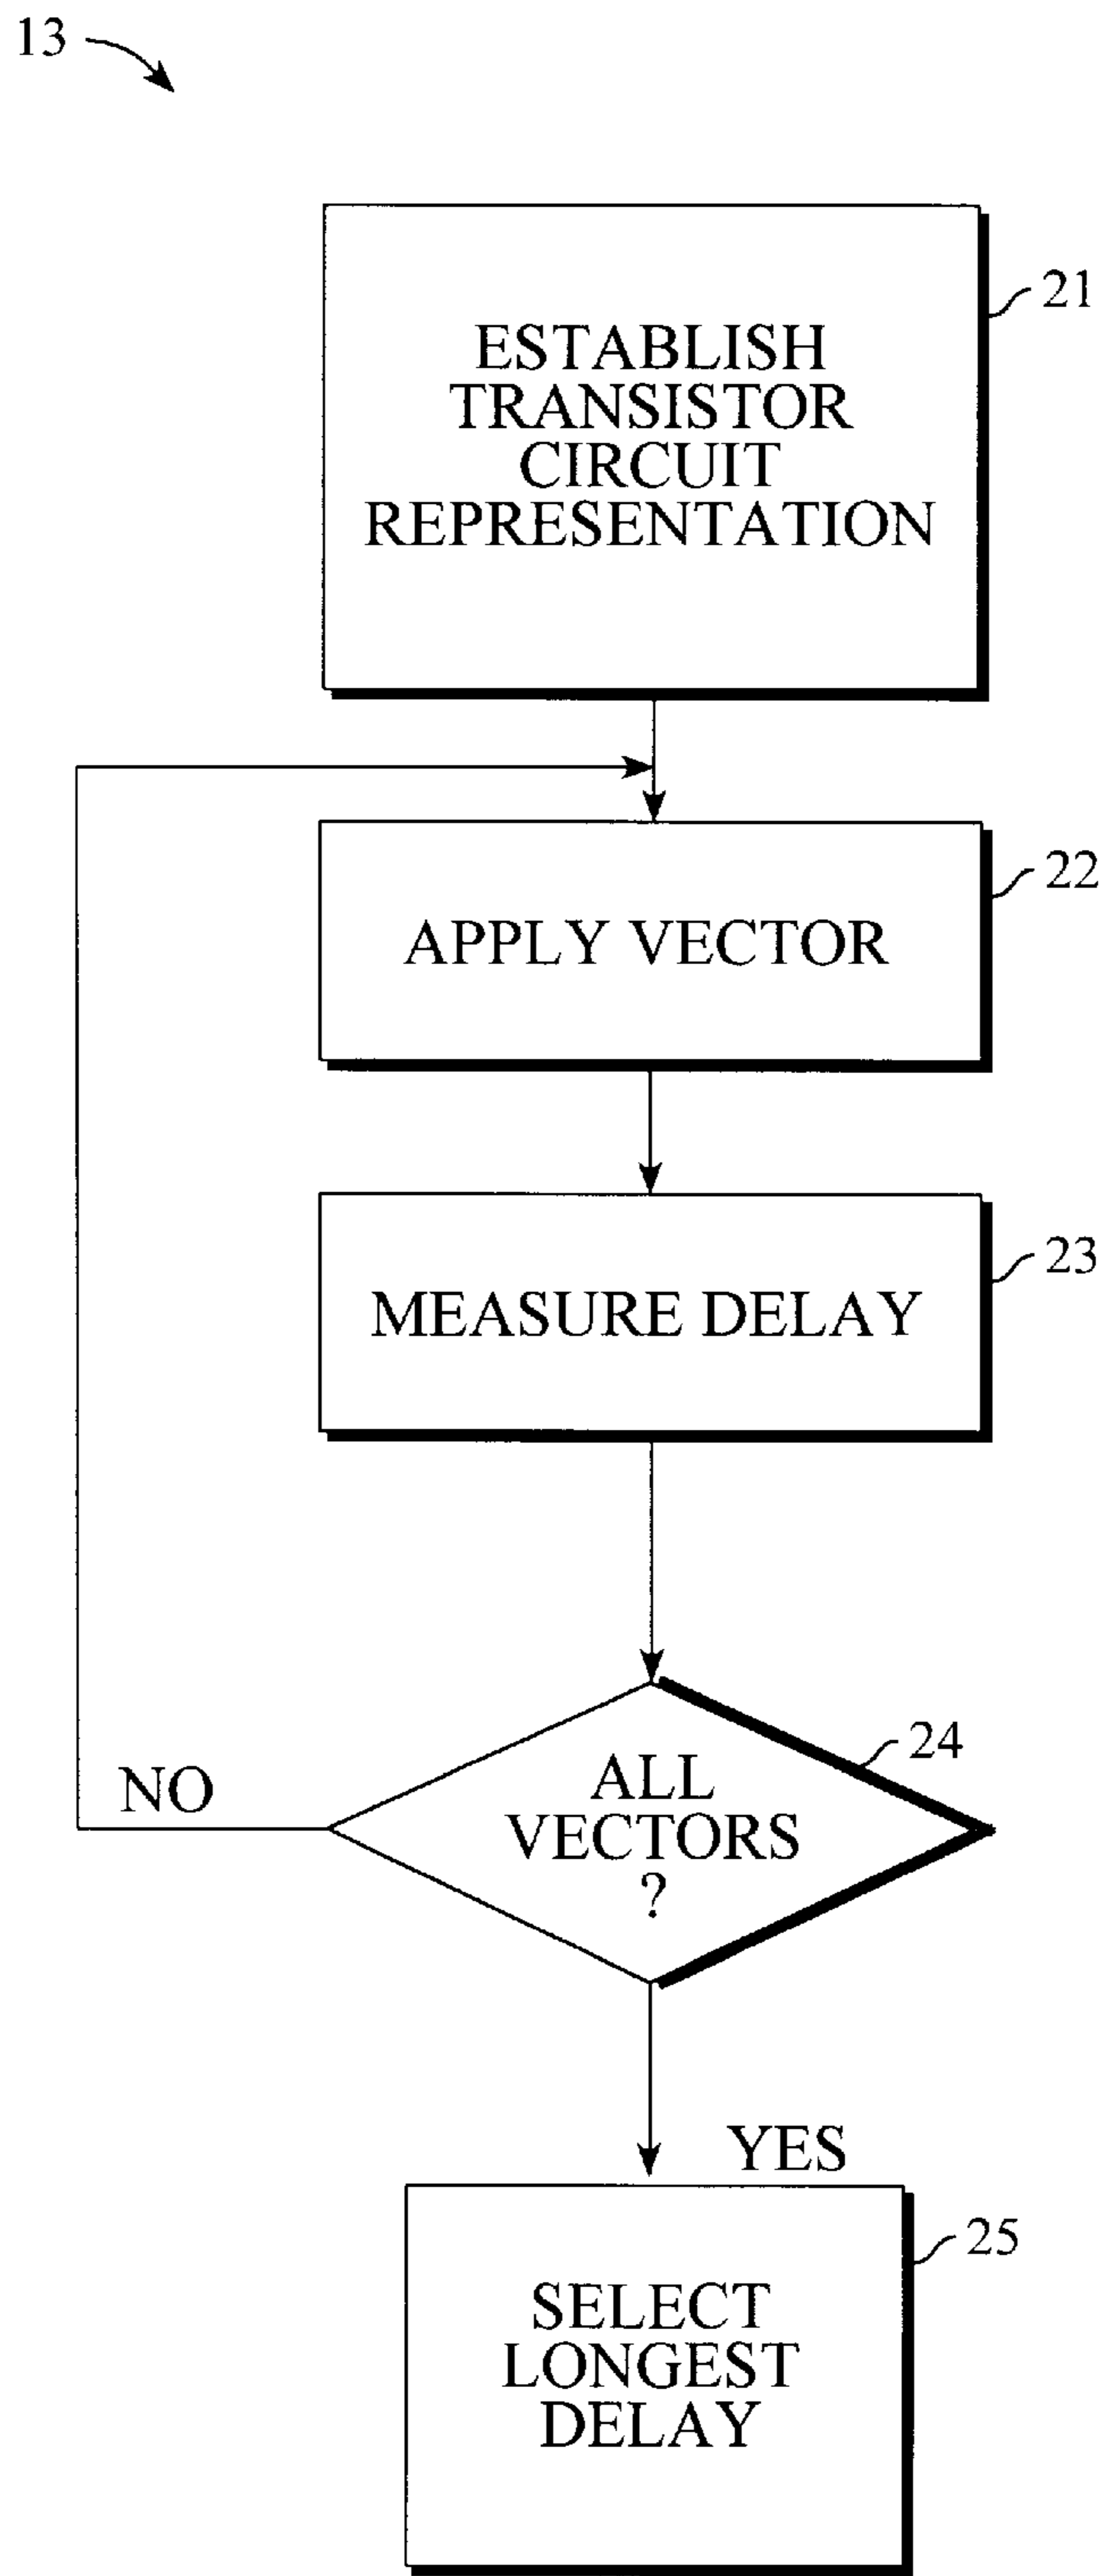 13
ESTABLISH
TRANSISTOR
CIRCUIT
REPRESENTATION
21
APPLY VECTOR
22
MEASURE DELAY
23
ALL
VECTORS
?
24
NO
YES
SELECT
LONGEST
DELAY
25